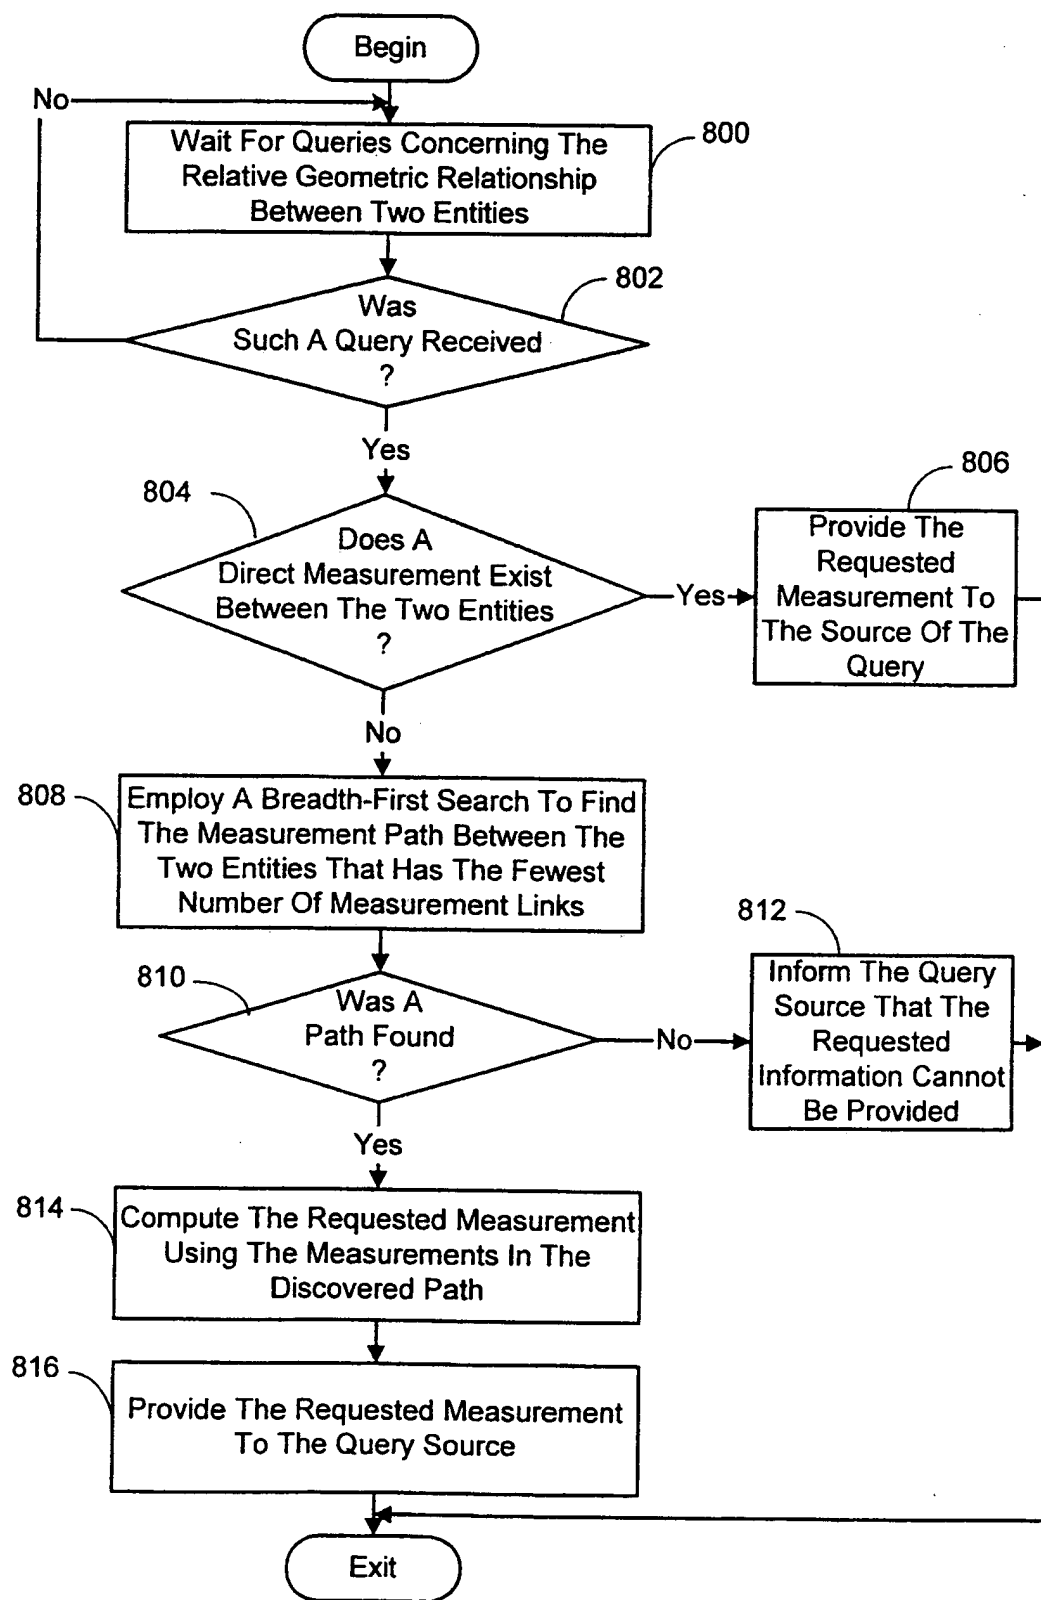 Begin
No
Wait For Queries Concerning The
Relative Geometric Relationship
Between Two Entities
800
802
Was
Such A Query Received
?
Yes
804
Does A
Direct Measurement Exist
Between The Two Entities
?
Yes
806
Provide The
Requested
Measurement To
The Source Of The
Query
No
808
Employ A Breadth-First Search To Find
The Measurement Path Between The
Two Entities That Has The Fewest
Number Of Measurement Links
810
Was A
Path Found
?
No
812
Inform The Query
Source That The
Requested
Information Cannot
Be Provided
Yes
814
Compute The Requested Measurement
Using The Measurements In The
Discovered Path
816
Provide The Requested Measurement
To The Query Source
Exit